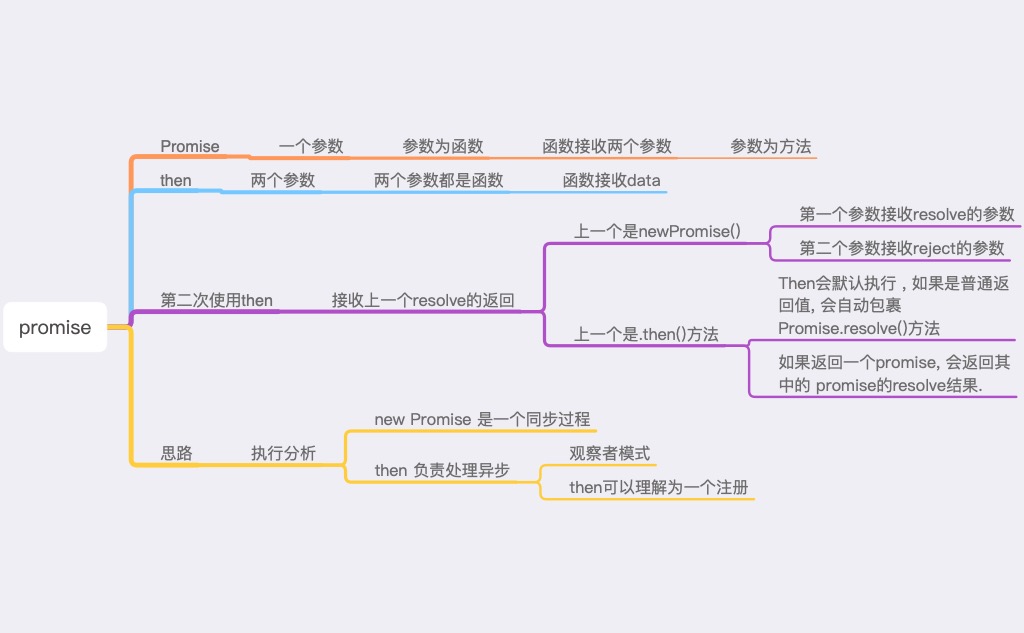 promise
Promise
一个参数
参数为函数
函数接收两个参数
参数为方法
then
两个参数
两个参数都是函数
函数接收data
第二次使用then
接收上一个resolve的返回
上一个是newPromise()
第一个参数接收resolve的参数
第二个参数接收reject的参数
上一个是.then()方法
Then会默认执行 , 如果是普通返
回值, 会自动包裹
Promise.resolve()方法
如果返回一个promise, 会返回其
中的 promise的resolve结果.
思路
执行分析
new Promise 是一个同步过程
then 负责处理异步
观察者模式
then可以理解为一个注册